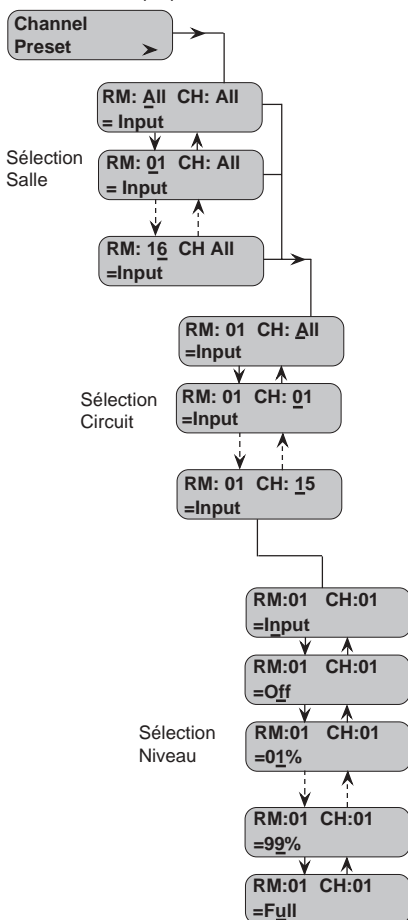 Channel
Preset
RM: All CH: All
= Input
Sélection
Salle
RM: 01 CH: All
= Input
RM: 16 CH All
=Input
RM: 01 CH: All
=Input
Sélection
Circuit
RM: 01 CH: 01
=Input
RM: 01 CH: 15
=Input
RM:01 CH:01
=Input
RM:01 CH:01
=Off
Sélection
Niveau
RM:01 CH:01
=01%
RM:01 CH:01
=99%
RM:01 CH:01
=Full